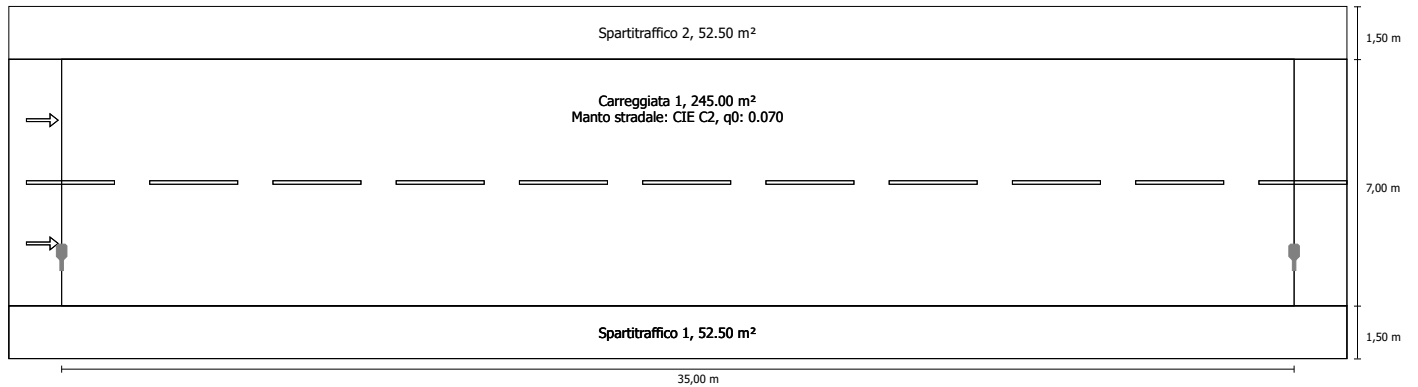 Spartitraffico 2, 52.50 m²
1,50 m
Carreggiata 1, 245.00 m²
Manto stradale: CIE C2, q0: 0.070
7,00 m
Spartitraffico 1, 52.50 m²
1,50 m
35,00 m